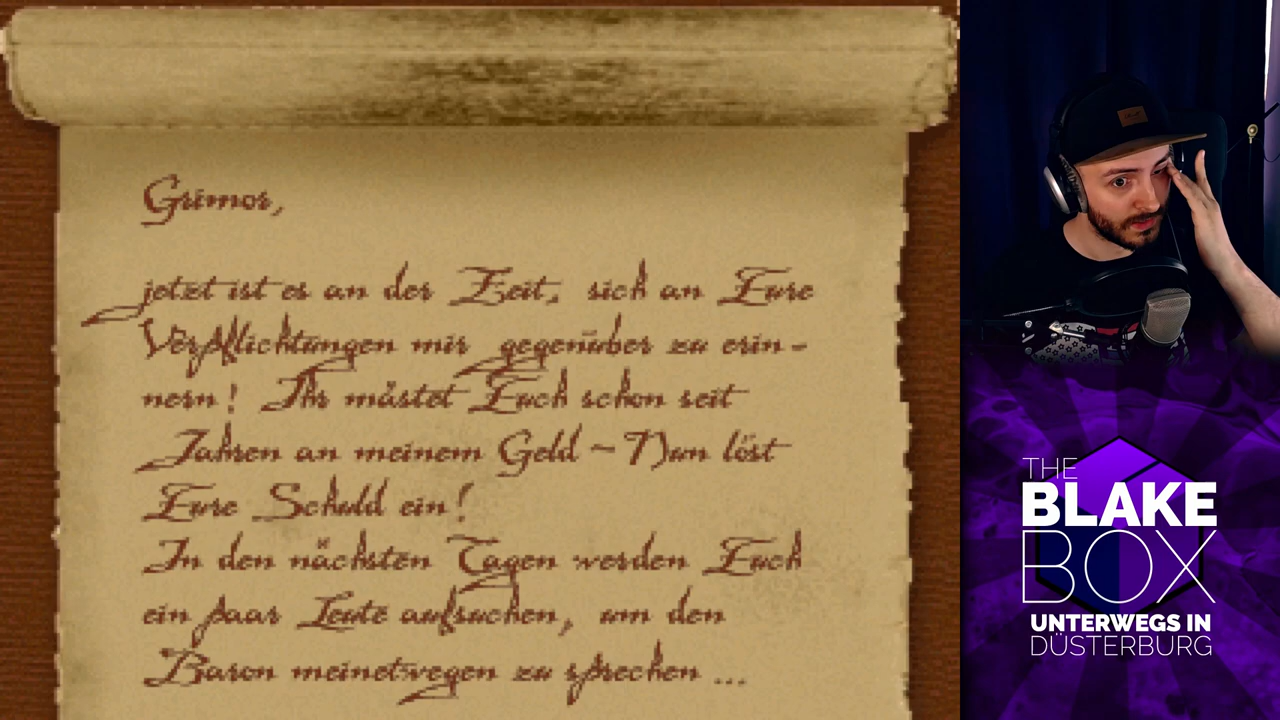 Grimor,
jetzt ist es an der Zeit, sich an Eure
Verpflichtungen mir gegenüber zu erin-
nern! Ihr mästet Euch schon seit
Jahren an meinem Geld - Nun löst
Eure Schuld ein!
In den nächsten Tagen werden Euch
ein paar Leute aufsuchen, um den
Baron meinetwegen zu sprechen ...
THE
BLAKE
BOX
UNTERWEGS IN
DÜSTERBURG